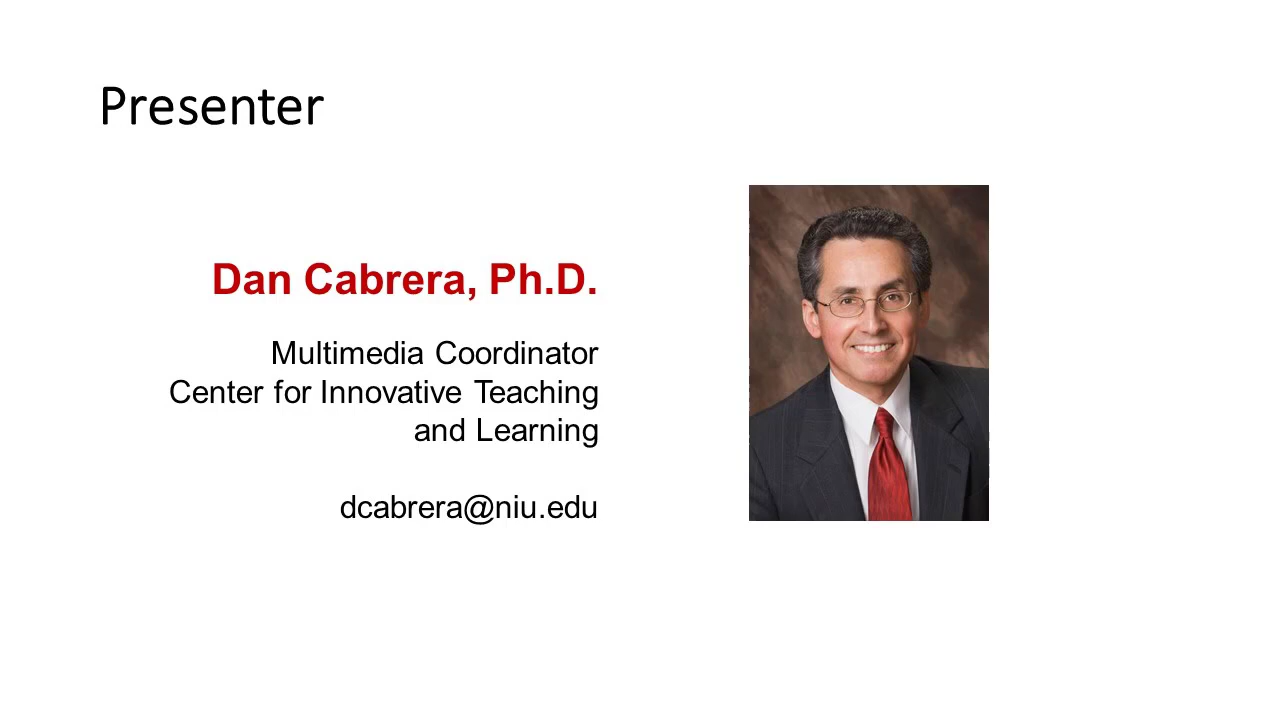 Presenter
Dan Cabrera, Ph.D.
Multimedia Coordinator
Center for Innovative Teaching
and Learning
dcabrera@niu.edu